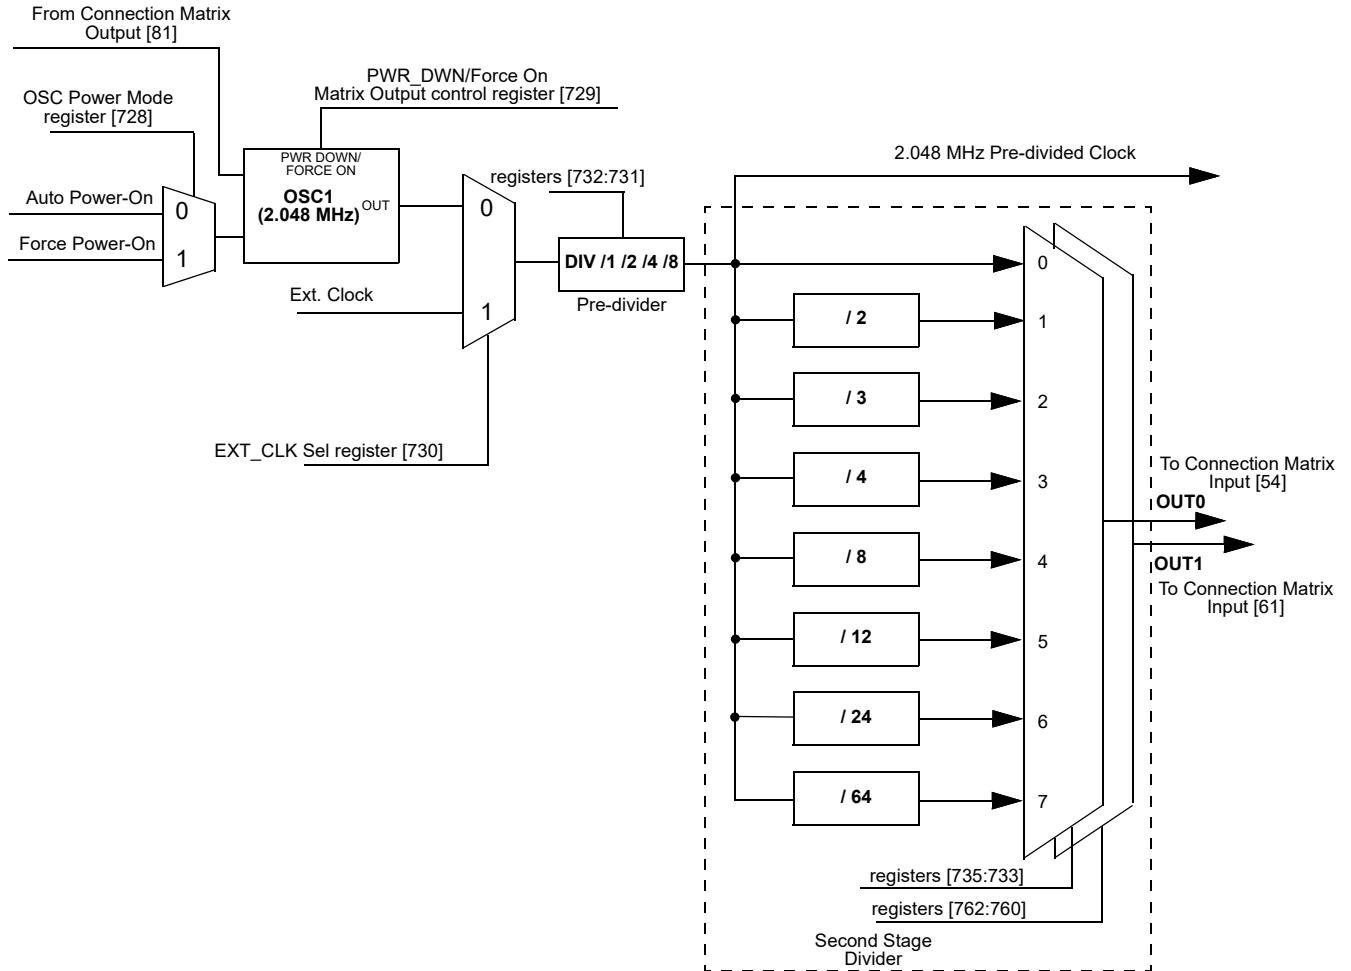 From Connection Matrix
Output [81]
OSC Power Mode
register [728]
PWR_DWN/Force On
Matrix Output control register [729]
Auto Power-On
Force Power-On
0
1
PWR DOWN/
FORCE ON
OSC1
(2.048 MHz)
OUT
0
1
Ext. Clock
EXT_CLK Sel register [730]
registers [732:731]
DIV /1 /2 /4 /8
Pre-divider
2.048 MHz Pre-divided Clock
0
/ 2
1
/ 3
2
/ 4
3
/ 8
4
/ 12
5
/ 24
6
/ 64
7
To Connection Matrix
Input [54]
OUT0
OUT1
To Connection Matrix
Input [61]
registers [735:733]
registers [762:760]
Second Stage
Divider